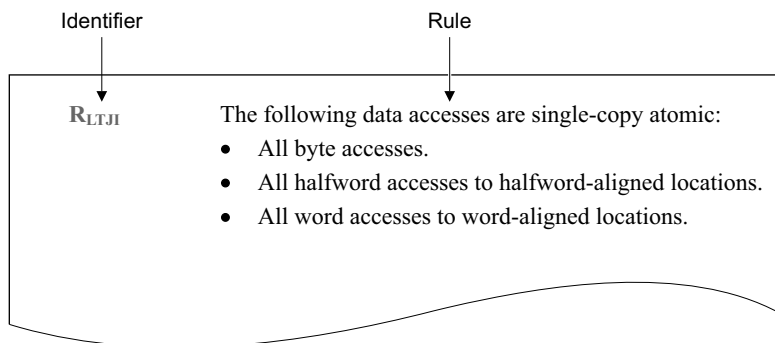 Identifier Rule
R_LTJI The following data accesses are single-copy atomic:
• All byte accesses.
• All halfword accesses to halfword-aligned locations.
• All word accesses to word-aligned locations.